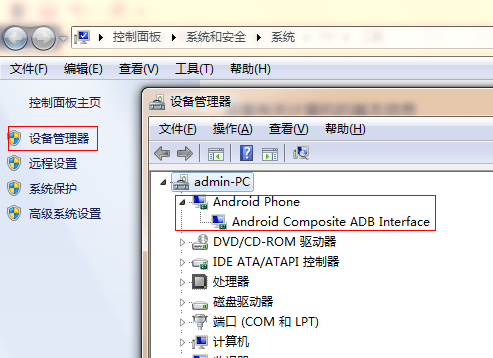 控制面板 ▸ 系统和安全 ▸ 系统
文件(F) 编辑(E) 查看(V) 工具(T) 帮助(H)
控制面板主页
设备管理器
远程设置
系统保护
高级系统设置
设备管理器
文件(F) 操作(A) 查看(V) 帮助(H)
admin-PC
Android Phone
Android Composite ADB Interface
DVD/CD-ROM 驱动器
IDE ATA/ATAPI 控制器
处理器
磁盘驱动器
端口 (COM 和 LPT)
计算机